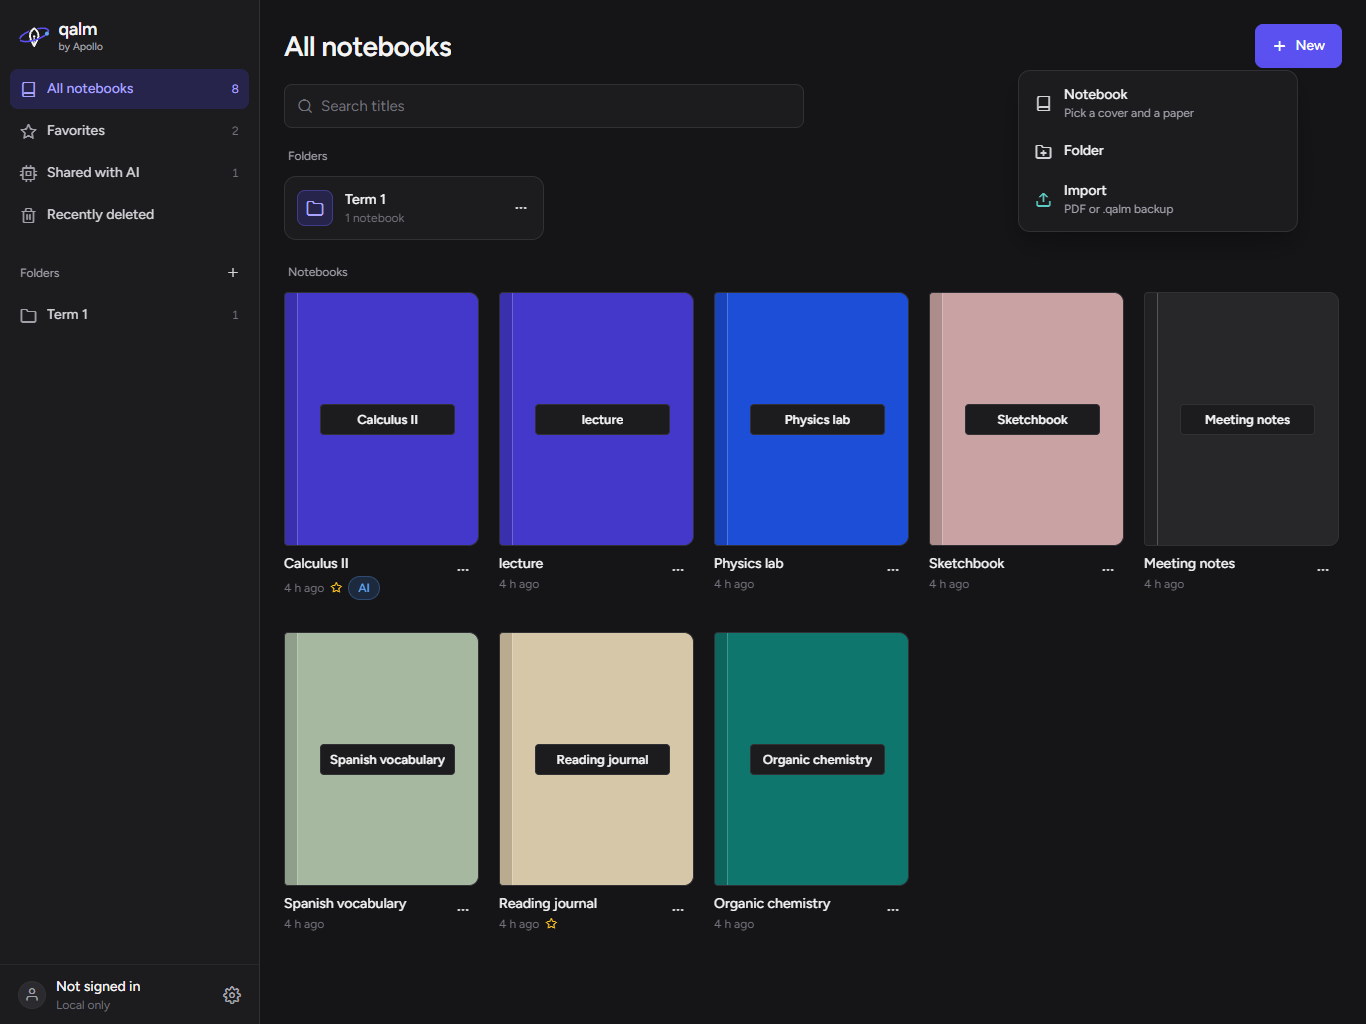 qalm
by Apollo
All notebooks 8
Favorites 2
Shared with AI 1
Recently deleted
Folders
Term 1 1
Not signed in
Local only
All notebooks
New
Search titles
Notebook
Pick a cover and a paper
Folder
Import
PDF or .qalm backup
Folders
Term 1
1 notebook
Notebooks
Calculus II
lecture
Physics lab
Sketchbook
Meeting notes
Calculus II
4 h ago AI
lecture
4 h ago
Physics lab
4 h ago
Sketchbook
4 h ago
Meeting notes
4 h ago
Spanish vocabulary
Reading journal
Organic chemistry
Spanish vocabulary
4 h ago
Reading journal
4 h ago
Organic chemistry
4 h ago